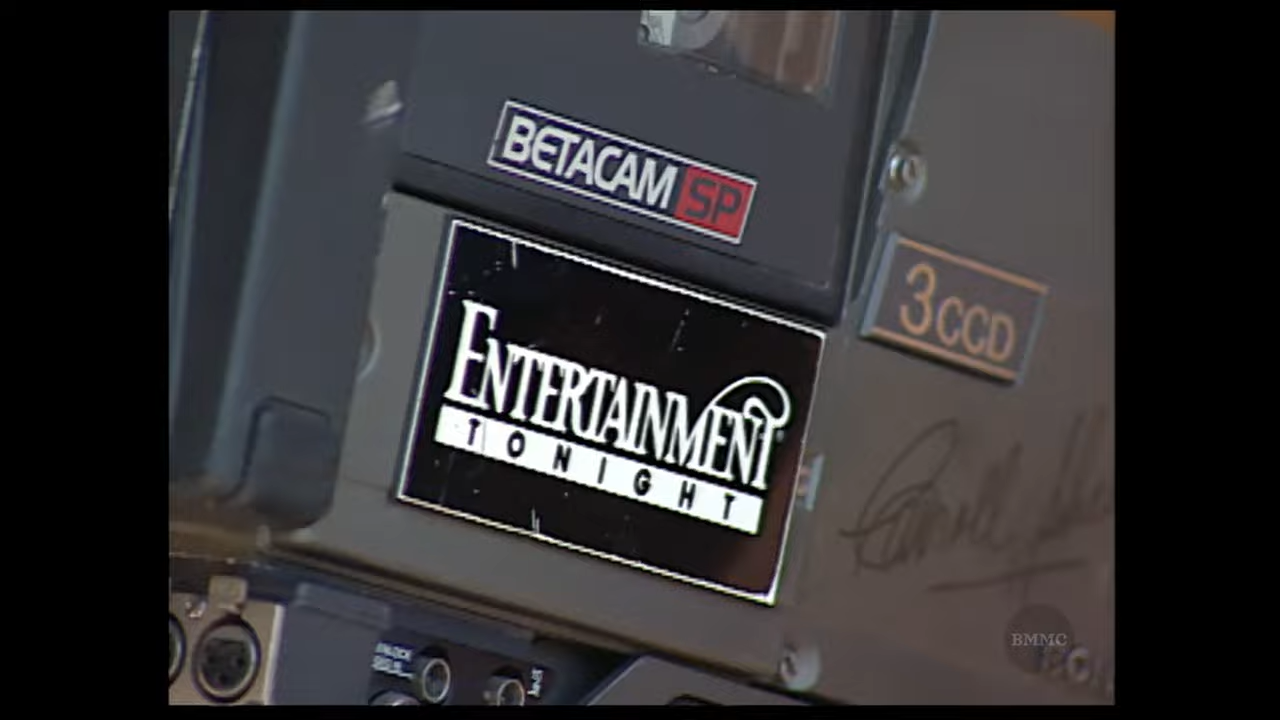 BETACAM SP
3CCD
ENTERTAINMENT
TONIGHT
BMMC